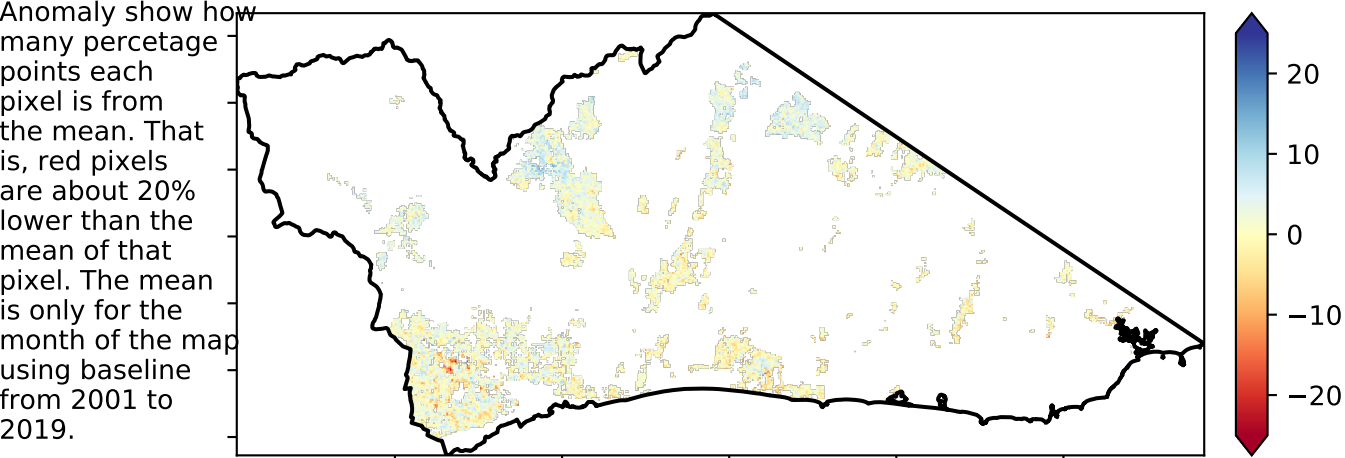 Anomaly show how
many percetage
points each
pixel is from
the mean. That
is, red pixels
are about 20%
lower than the
mean of that
pixel. The mean
is only for the
month of the map
using baseline
from 2001 to
2019.
20
10
0
−10
−20